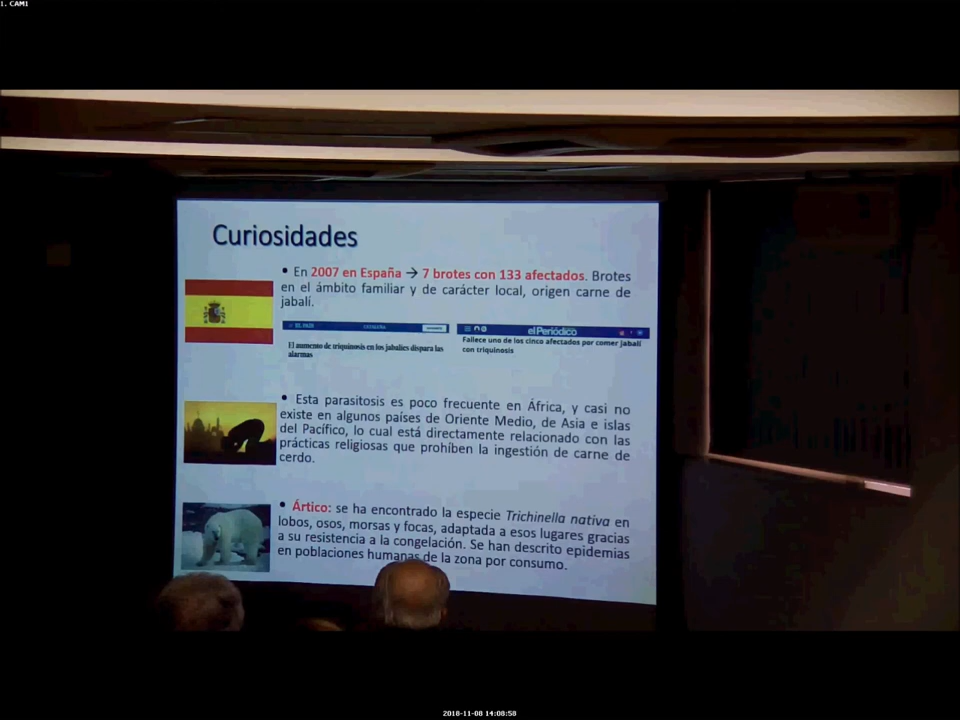 1. CAM1
Curiosidades
• En 2007 en España → 7 brotes con 133 afectados. Brotes
en el ámbito familiar y de carácter local, origen carne de
jabalí.
EL PAÍS
CATALUÑA
el Periódico
El aumento de triquinosis en los jabalíes dispara las
alarmas
Fallece uno de los cinco afectados por comer jabalí
con triquinosis
• Esta parasitosis es poco frecuente en África, y casi no
existe en algunos países de Oriente Medio, de Asia e islas
del Pacífico, lo cual está directamente relacionado con las
prácticas religiosas que prohíben la ingestión de carne de
cerdo.
• Ártico: se ha encontrado la especie Trichinella nativa en
lobos, osos, morsas y focas, adaptada a esos lugares gracias
a su resistencia a la congelación. Se han descrito epidemias
en poblaciones humanas de la zona por consumo.
2018-11-08 14:08:58